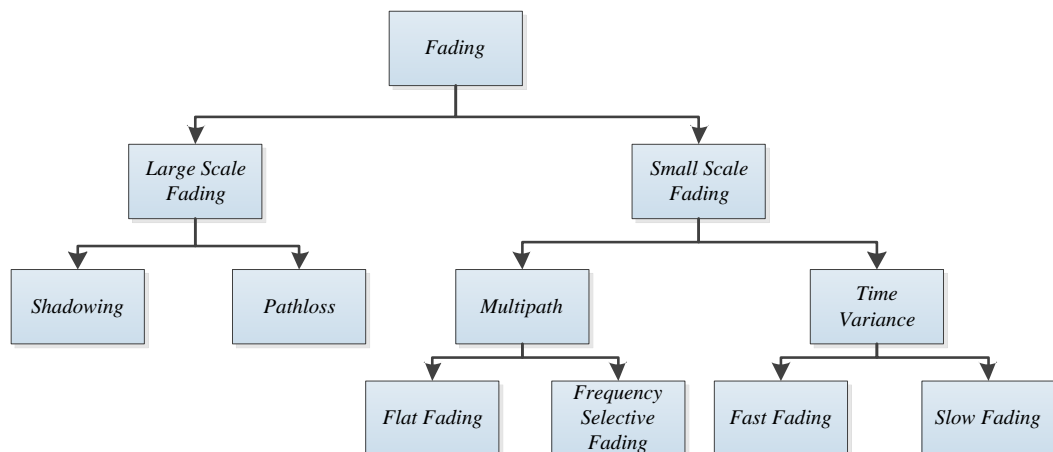 Fading
Large Scale
Fading
Small Scale
Fading
Shadowing
Pathloss
Multipath
Time
Variance
Flat Fading
Frequency
Selective
Fading
Fast Fading
Slow Fading